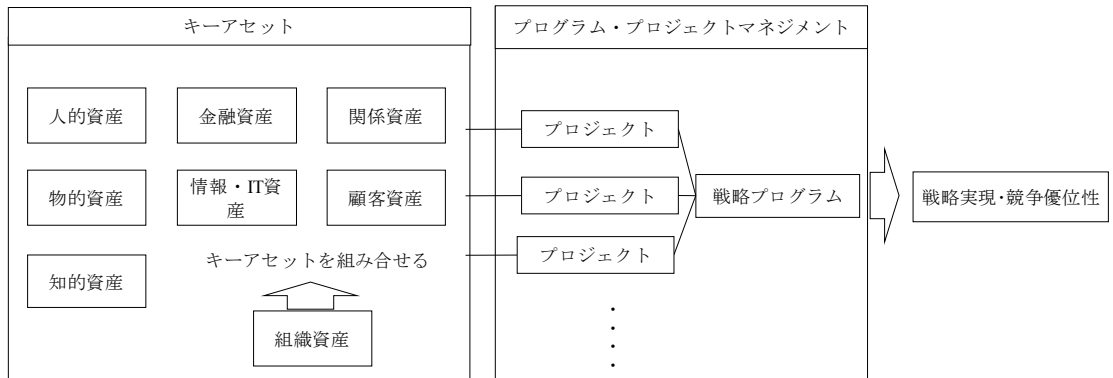 キーアセット
人的資産
金融資産
関係資産
物的資産
情報・IT資
産
顧客資産
知的資産
キーアセットを組み合せる
組織資産
プログラム・プロジェクトマネジメント
プロジェクト
プロジェクト
プロジェクト
戦略プログラム
戦略実現・競争優位性